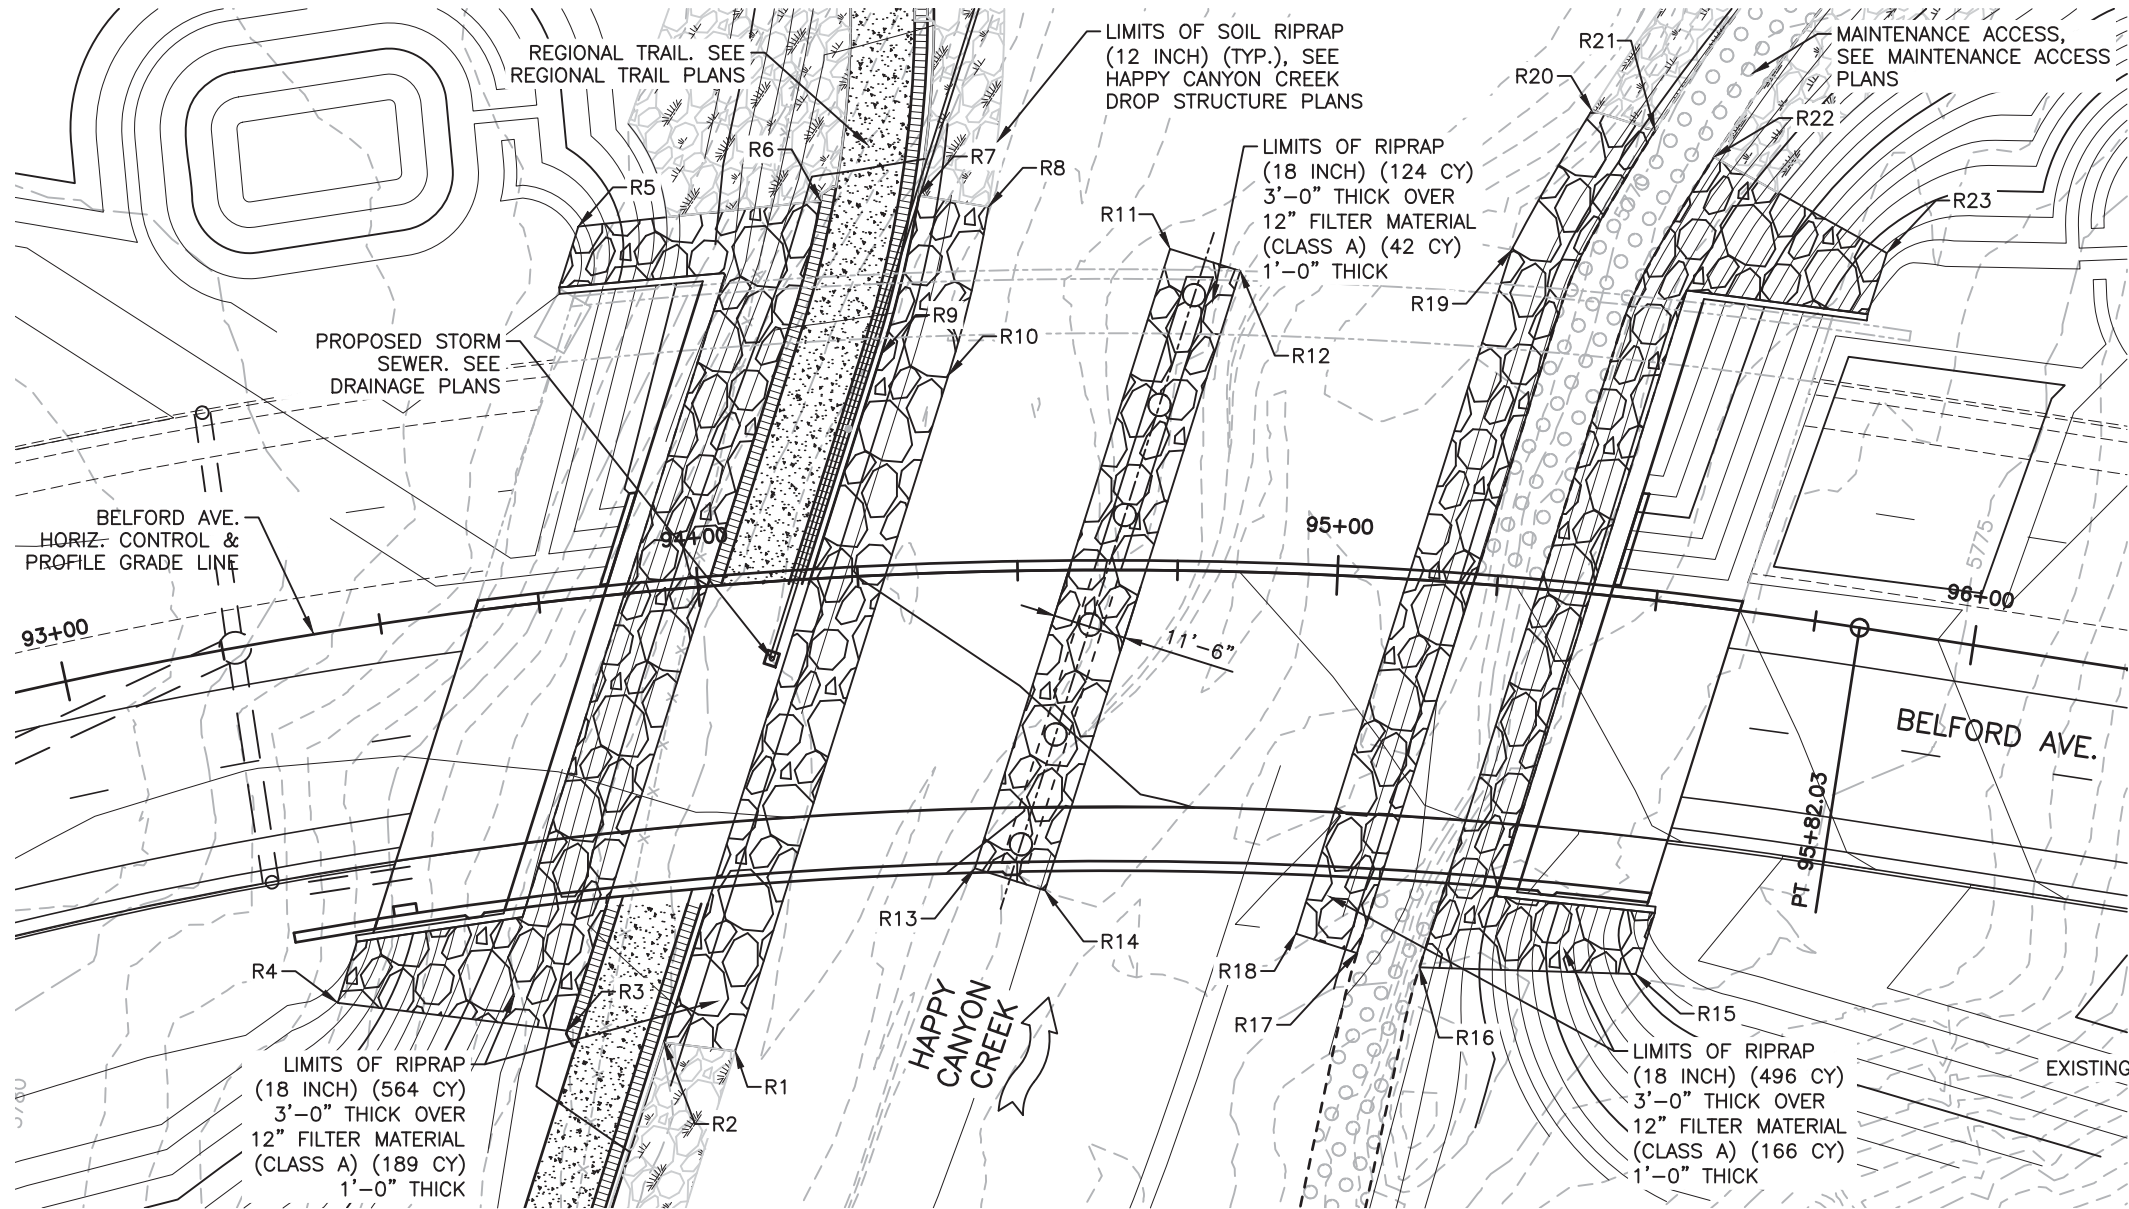 REGIONAL TRAIL. SEE
REGIONAL TRAIL PLANS
LIMITS OF SOIL RIPRAP
(12 INCH) (TYP.), SEE
HAPPY CANYON CREEK
DROP STRUCTURE PLANS
R21
R20
MAINTENANCE ACCESS,
SEE MAINTENANCE ACCESS
PLANS
R22
R6
R7
R8
R5
LIMITS OF RIPRAP
(18 INCH) (124 CY)
3'-0" THICK OVER
12" FILTER MATERIAL
(CLASS A) (42 CY)
1'-0" THICK
5770
R23
R11
R19
R9
R10
R12
PROPOSED STORM
SEWER. SEE
DRAINAGE PLANS
BELFORD AVE.
HORIZ. CONTROL &
PROFILE GRADE LINE
94+00
95+00
5775
96+00
93+00
11'-6"
BELFORD AVE.
PT 95+82.03
R13
R14
R4
R3
R18
R17
R16
R15
HAPPY
CANYON
CREEK
R1
R2
LIMITS OF RIPRAP
(18 INCH) (564 CY)
3'-0" THICK OVER
12" FILTER MATERIAL
(CLASS A) (189 CY)
1'-0" THICK
LIMITS OF RIPRAP
(18 INCH) (496 CY)
3'-0" THICK OVER
12" FILTER MATERIAL
(CLASS A) (166 CY)
1'-0" THICK
EXISTING